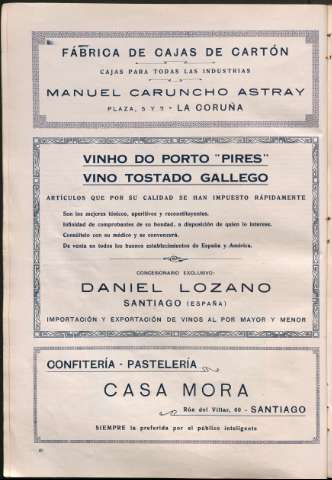 FÁBRICA DE CAJAS DE CARTÓN
CAJAS PARA TODAS LAS INDUSTRIAS
MANUEL CARUNCHO ASTRAY
PLAZA, 5 Y 7 - LA CORUÑA
VINHO DO PORTO "PIRES"
VINO TOSTADO GALLEGO
ARTÍCULOS QUE POR SU CALIDAD SE HAN IMPUESTO RÁPIDAMENTE
Son los mejores tónicos, aperitivos y reconstituyentes.
Infinidad de comprobantes de su bondad, a disposición de quien lo interese.
Consúltelo con su médico y se convencerá.
De venta en todos los buenos establecimientos de España y América.
CONCESIONARIO EXCLUSIVO:
DANIEL LOZANO
SANTIAGO (ESPAÑA)
IMPORTACIÓN Y EXPORTACIÓN DE VINOS AL POR MAYOR Y MENOR
CONFITERÍA - PASTELERÍA
CASA MORA
Rúa del Villar, 60 - SANTIAGO
SIEMPRE la preferida por el público inteligente